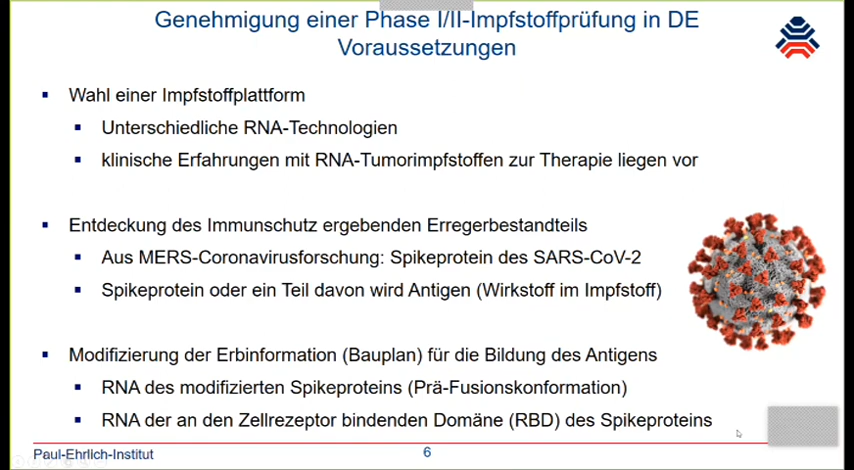 Genehmigung einer Phase I/II-Impfstoffprüfung in DE
Voraussetzungen
Wahl einer Impfstoffplattform
Unterschiedliche RNA-Technologien
klinische Erfahrungen mit RNA-Tumorimpfstoffen zur Therapie liegen vor
Entdeckung des Immunschutz ergebenden Erregerbestandteils
Aus MERS-Coronavirusforschung: Spikeprotein des SARS-CoV-2
Spikeprotein oder ein Teil davon wird Antigen (Wirkstoff im Impfstoff)
Modifizierung der Erbinformation (Bauplan) für die Bildung des Antigens
RNA des modifizierten Spikeproteins (Prä-Fusionskonformation)
RNA der an den Zellrezeptor bindenden Domäne (RBD) des Spikeproteins
Paul-Ehrlich-Institut
6